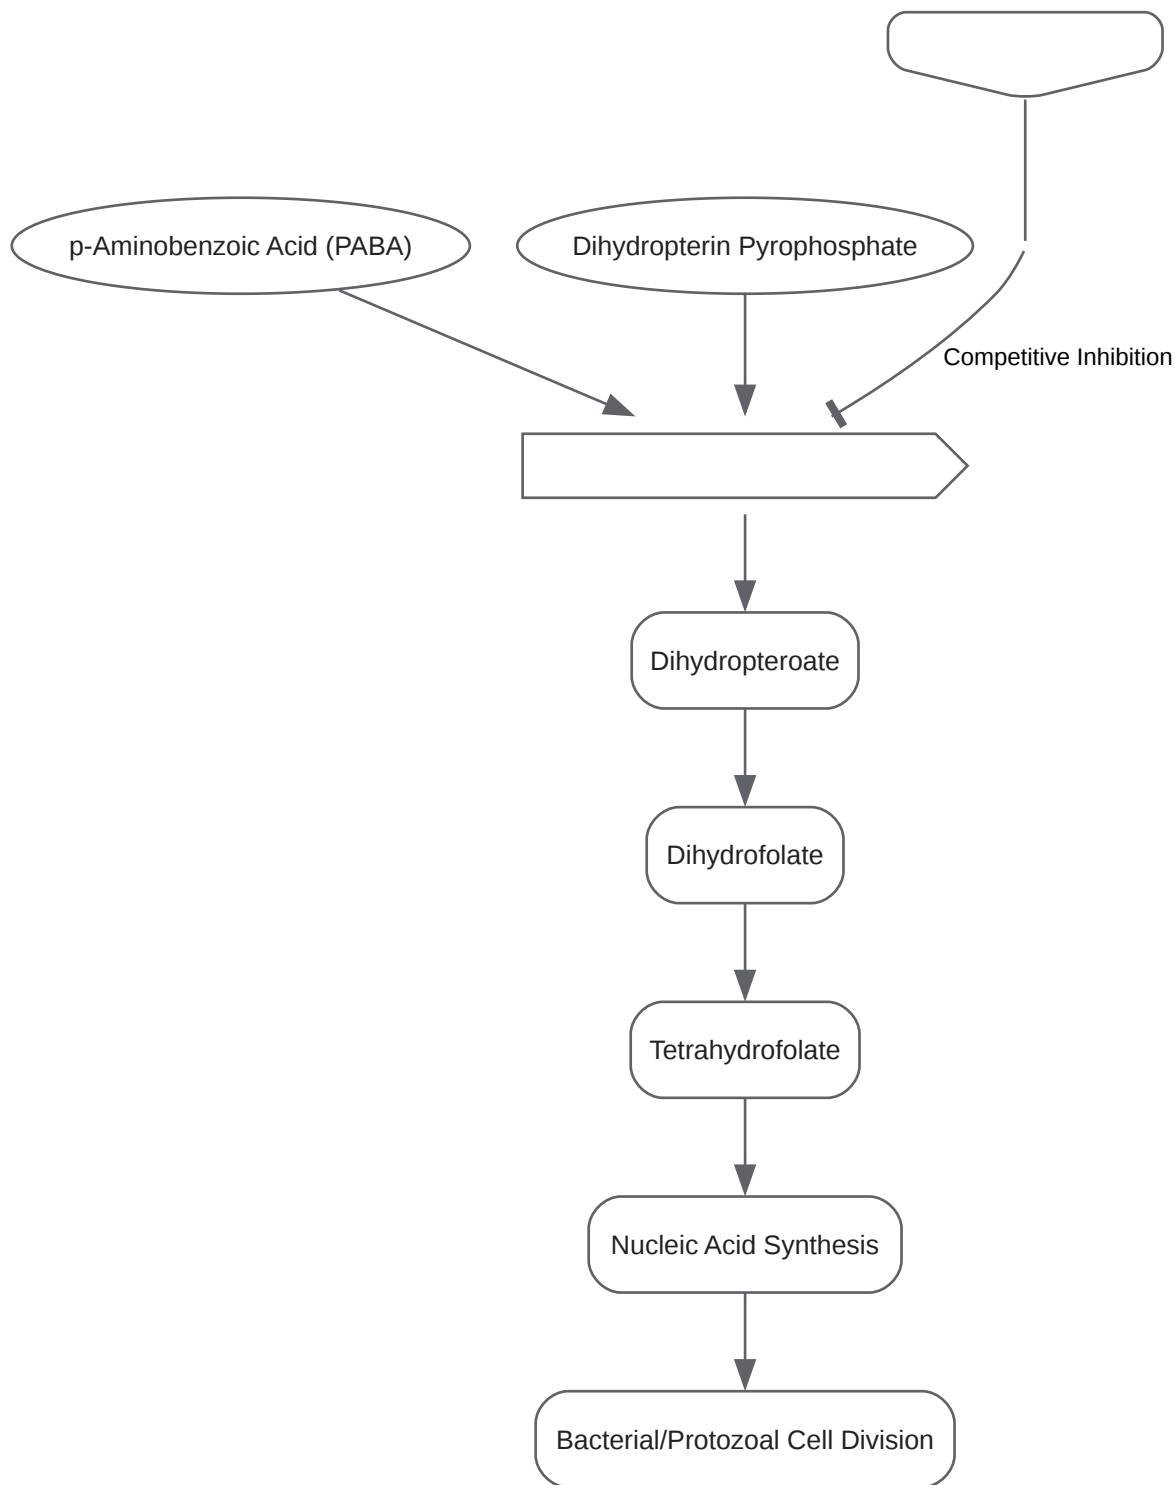 p-Aminobenzoic Acid (PABA)
Dihydropterin Pyrophosphate
Competitive Inhibition
Dihydropteroate
Dihydrofolate
Tetrahydrofolate
Nucleic Acid Synthesis
Bacterial/Protozoal Cell Division